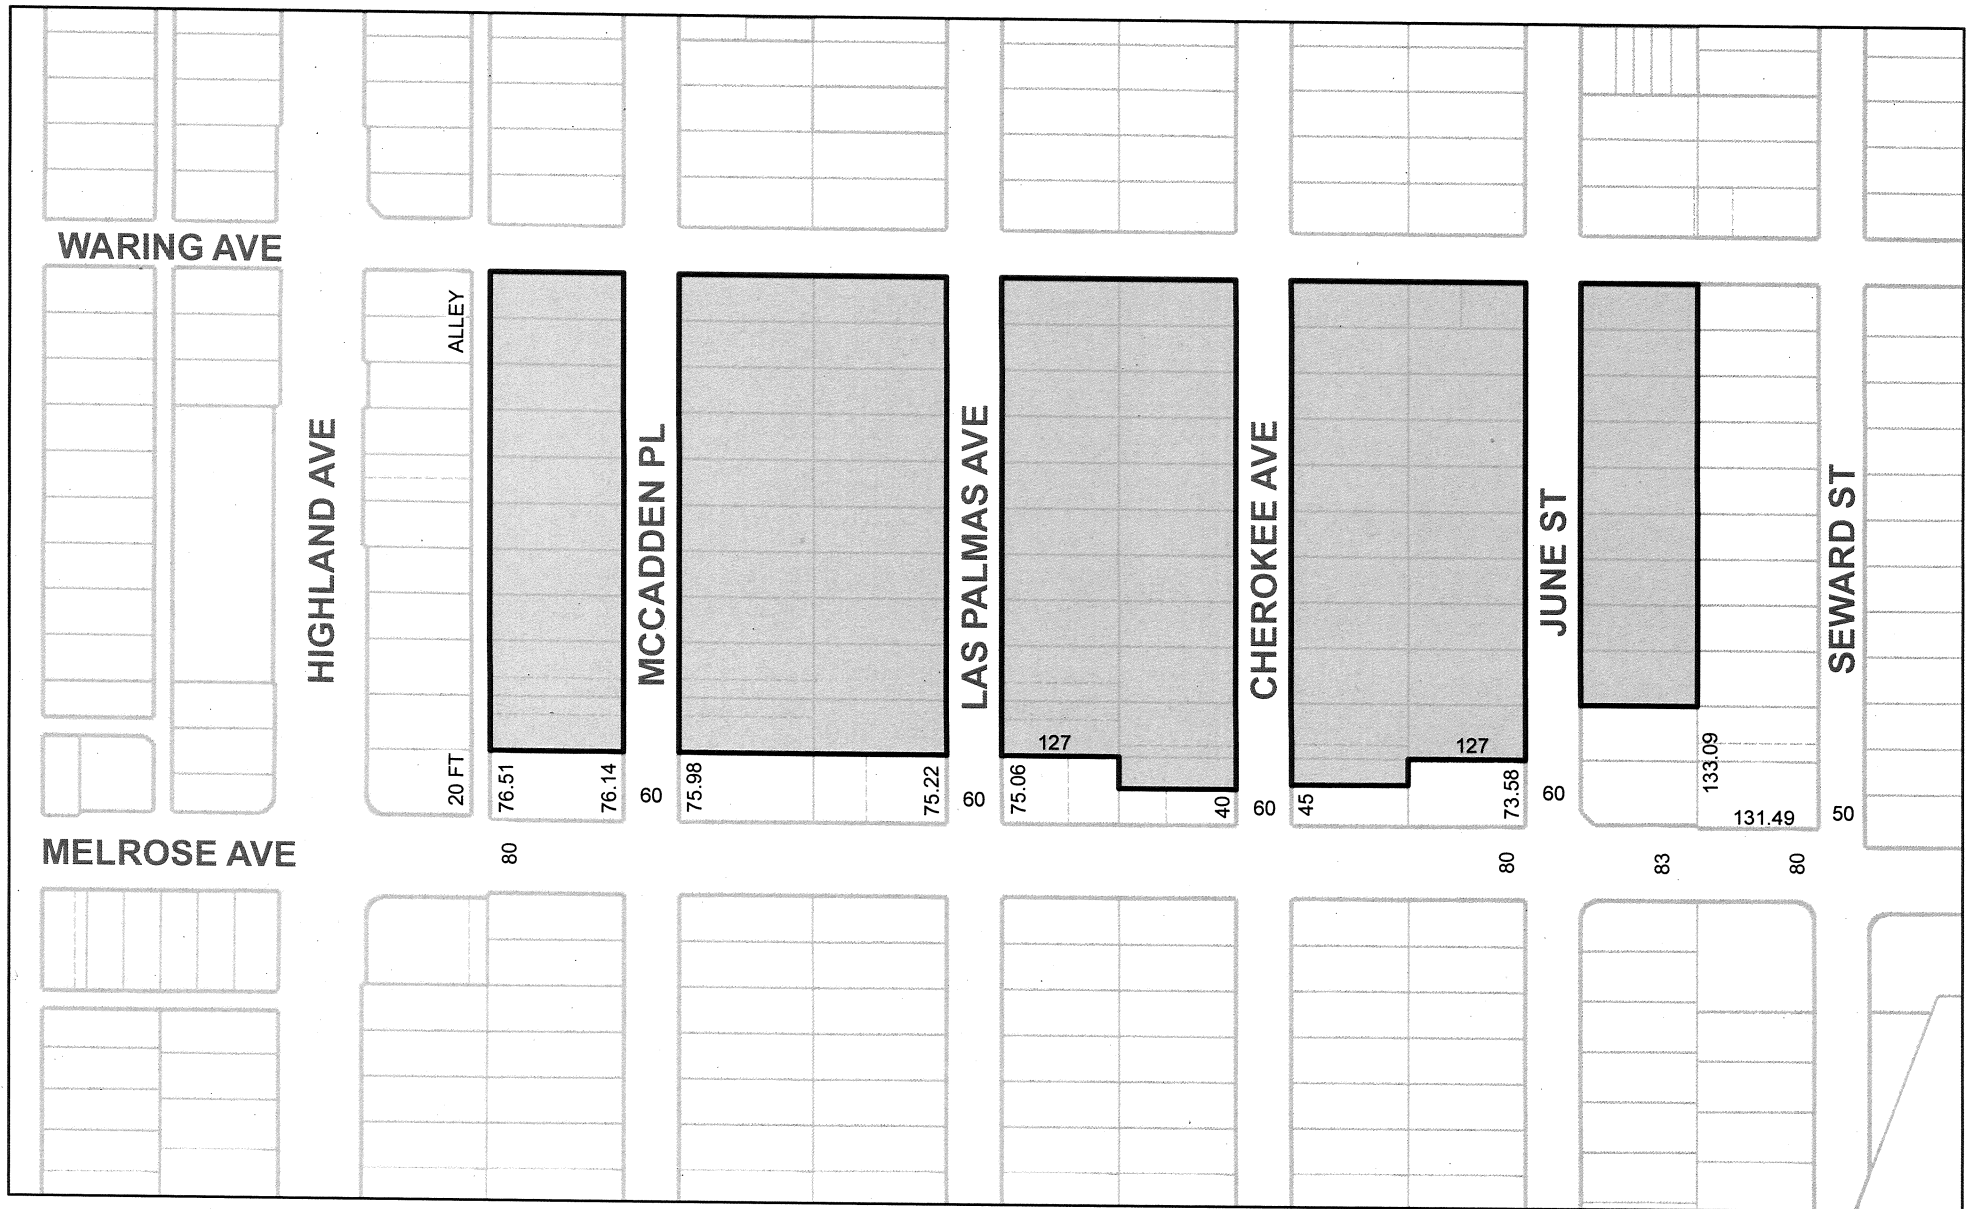 WARING AVE
ALLEY
HIGHLAND AVE
MCCADDEN PL
LAS PALMAS AVE
CHEROKEE AVE
JUNE ST
SEWARD ST
127
127
133.09
20 FT
76.51
76.14
60
75.98
75.22
60
75.06
40
60
45
73.58
60
131.49
50
MELROSE AVE
80
80
83
80